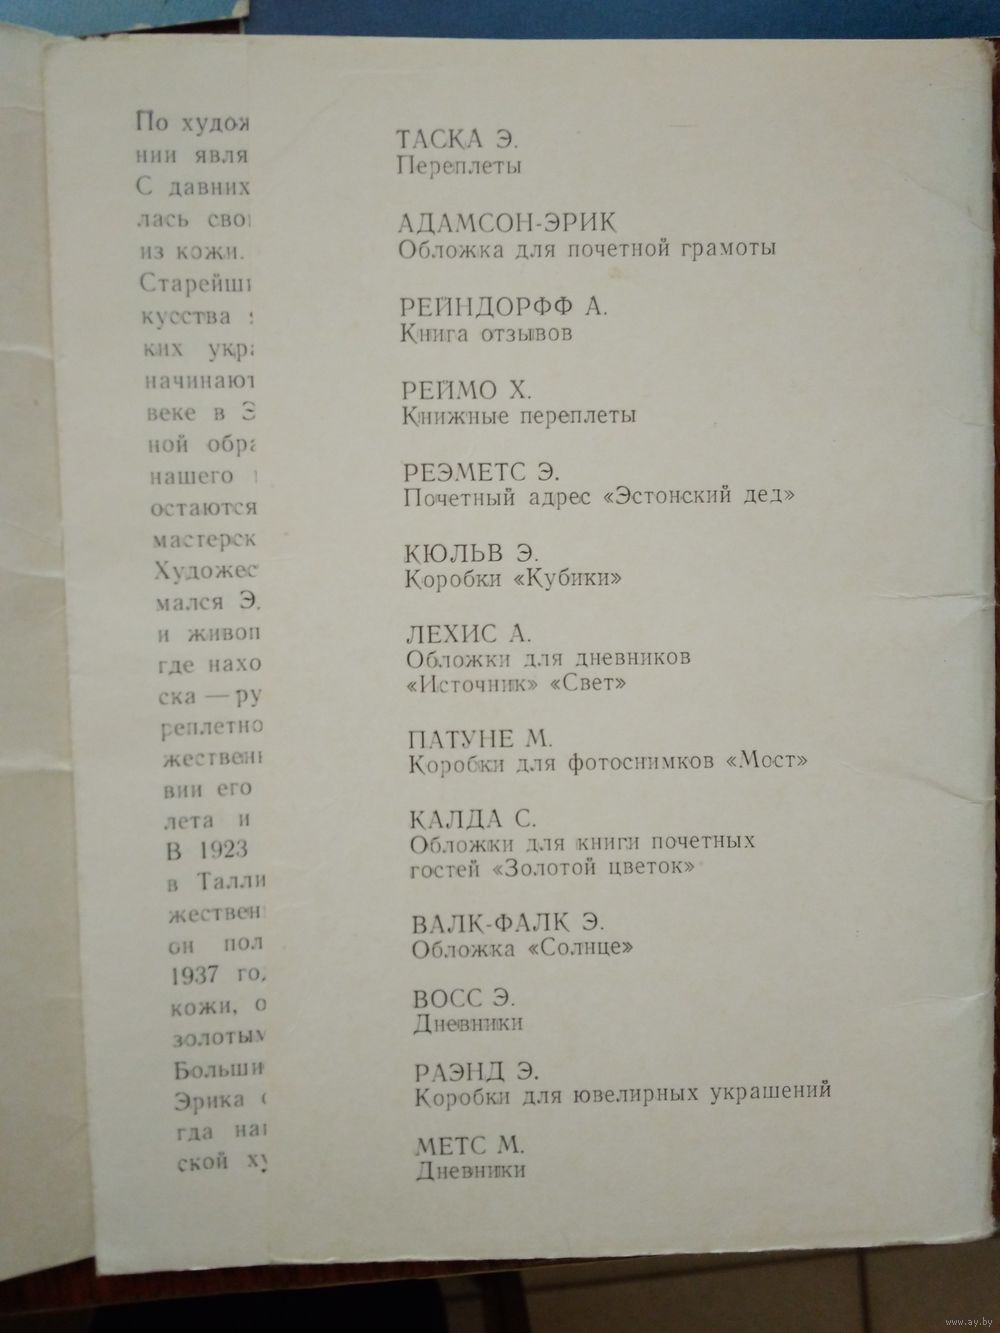 По худож
нии явля
С давних
лась сво
из кожи.
Старейши
кусства
ких укра
начинают
веке в Э
ной обра
нашего
остаются
мастерск
Художес
мался Э.
и живоп
где нахо
ска — ру
реплетно
жествен
вии его
лета и
В 1923
в Талли
жествен
он пол
1937 го
кожи, о
золотым
Больши
Эрика
гда на
ской ху
ТАСКА Э.
Переплеты
АДАМСОН-ЭРИК
Обложка для почетной грамоты
РЕЙНДОРФФ А.
Книга отзывов
РЕЙМО Х.
Книжные переплеты
РЕЭМЕТС Э.
Почетный адрес «Эстонский дед»
КЮЛЬВ Э.
Коробки «Кубики»
ЛЕХИС А.
Обложки для дневников
«Источник» «Свет»
ПАТУНЕ М.
Коробки для фотоснимков «Мост»
КАЛДА С.
Обложки для книги почетных
гостей «Золотой цветок»
ВАЛК-ФАЛК Э.
Обложка «Солнце»
ВОСС Э.
Дневники
РАЭНД Э.
Коробки для ювелирных украшений
МЕТС М.
Дневники
www.ay.by